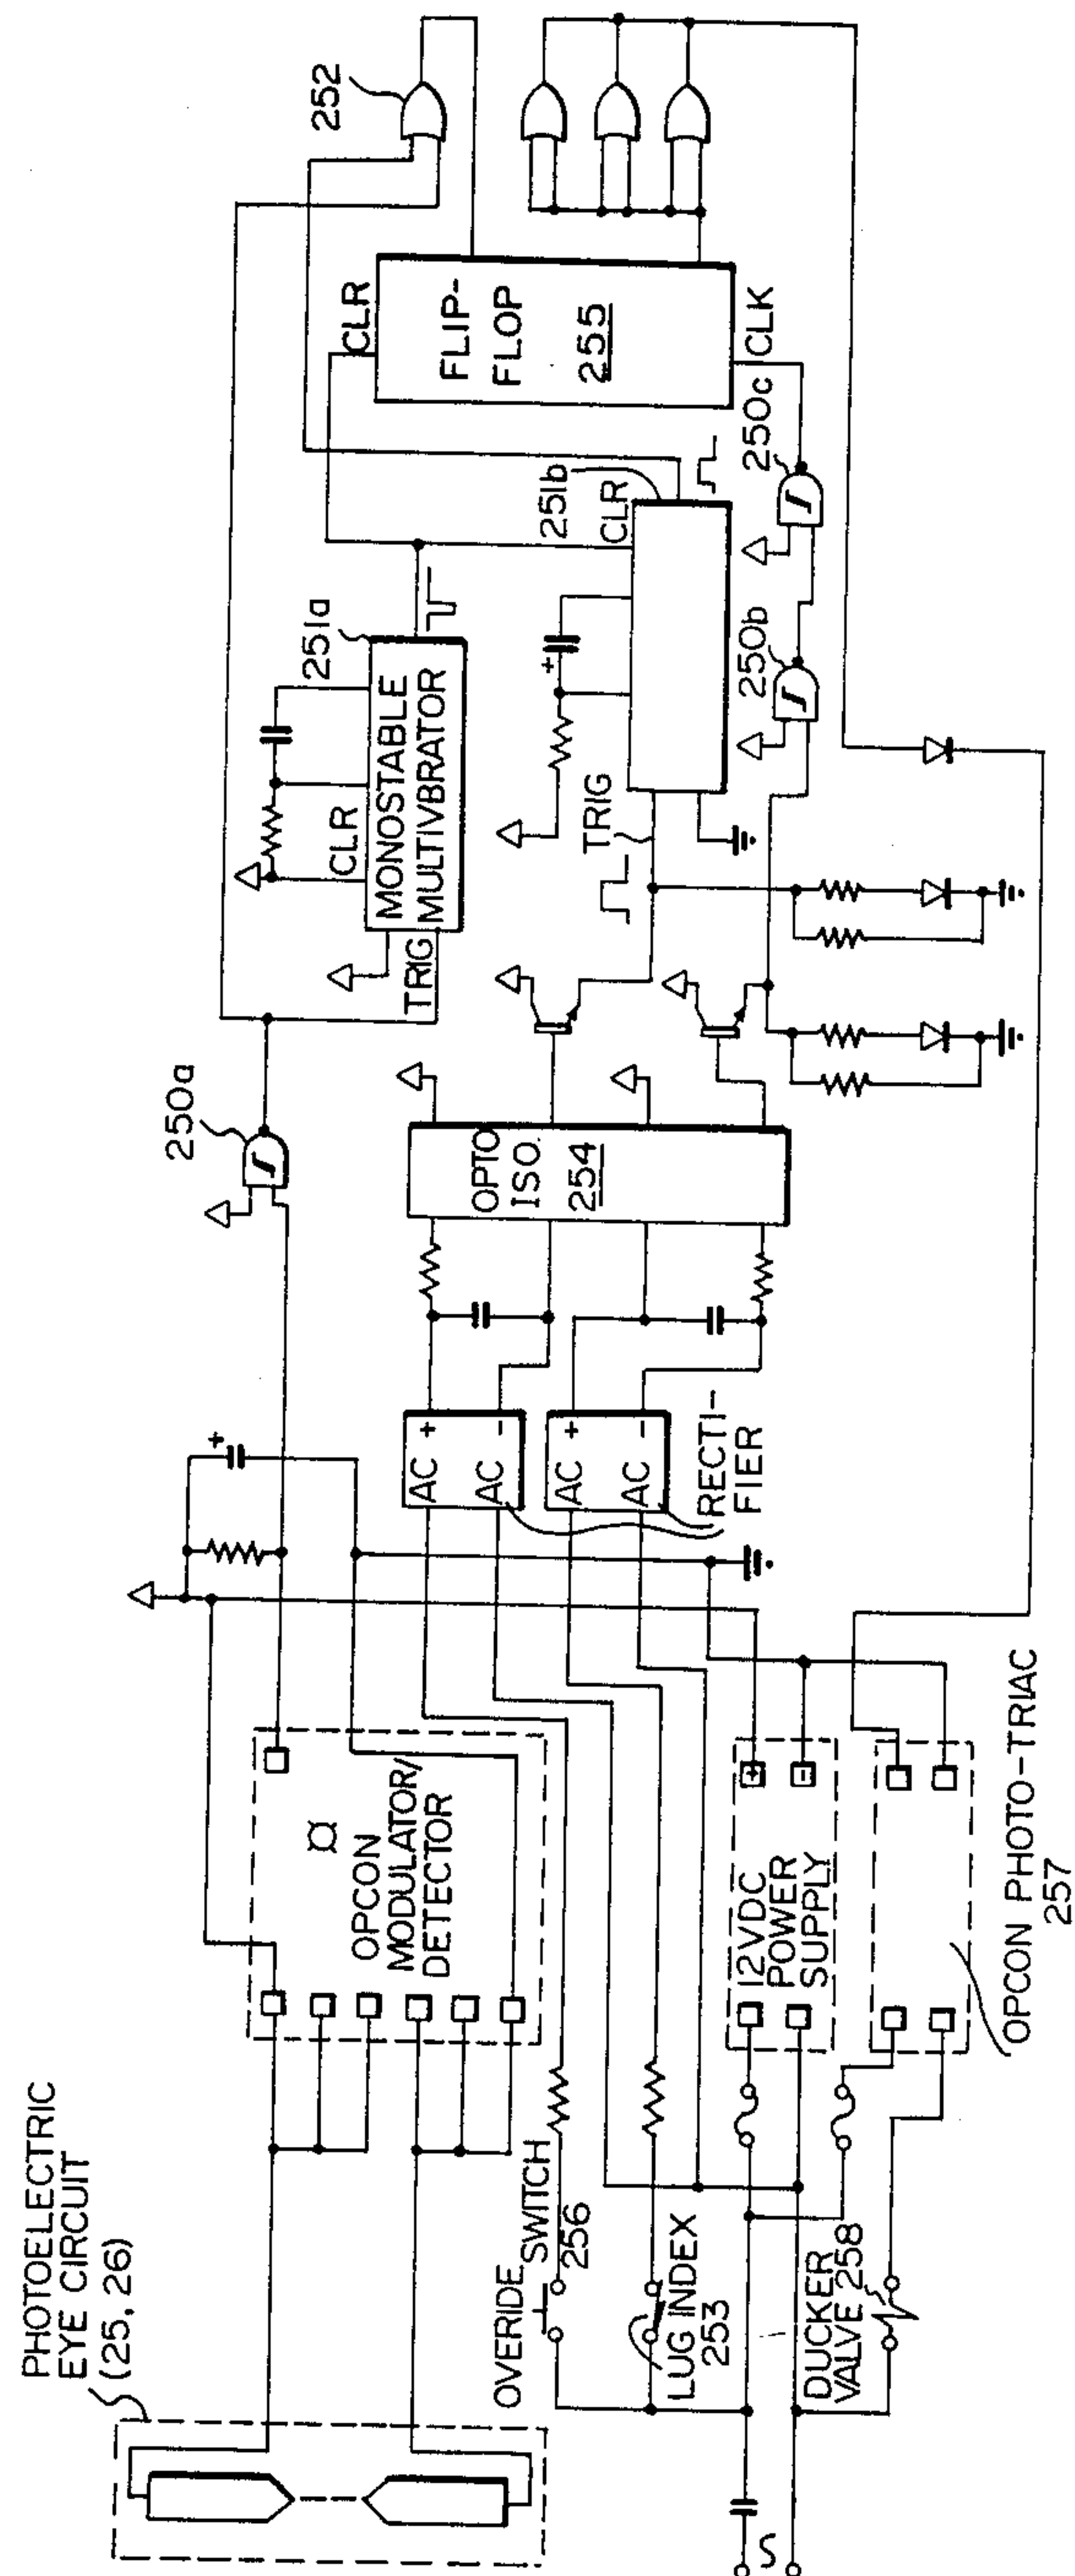 PHOTOELECTRIC
EYE CIRCUIT
(25, 26)
OPCON
MODULATOR/
DETECTOR
OVERIDE
SWITCH
256
LUG INDEX
253
DUCKER
VALVE 258
S
12VDC
POWER
SUPPLY
+
-
OPCON PHOTO-TRIAC
257
+
AC +
AC -
AC +
AC -
RECTI-
FIER
250a
OPTO
ISO.
254
TRIG
CLR
MONOSTABLE
MULTIVBRATOR
251a
TRIG
+
CLR
251b
250b
250c
CLR
FLIP-
FLOP
255
CLK
252